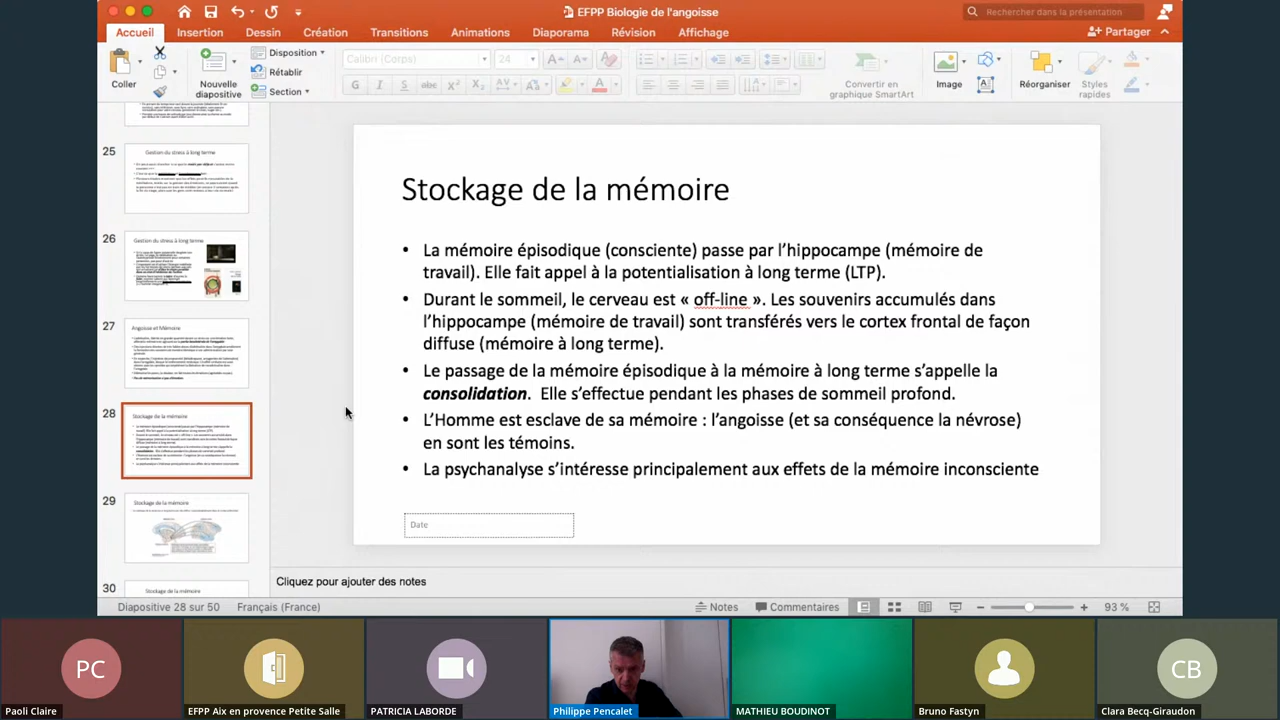 EFPP Biologie de l'angoisse
Rechercher dans la présentation
Accueil
Insertion
Dessin
Création
Transitions
Animations
Diaporama
Révision
Affichage
Partager
Coller
Nouvelle
diapositive
Disposition
Rétablir
Section
Calibri (Corps)
24
Convertir en
graphique SmartArt
Image
Réorganiser
Styles
rapides
25
Gestion du stress à long terme
26
Gestion du stress à long terme
27
Angoisse et Mémoire
28
Stockage de la mémoire
29
Stockage de la mémoire
30
Stockage de la mémoire
Stockage de la mémoire
• La mémoire épisodique (consciente) passe par l'hippocampe (mémoire de
travail). Elle fait appel à la potentialisation à long terme (LTP).
• Durant le sommeil, le cerveau est « off-line ». Les souvenirs accumulés dans
l'hippocampe (mémoire de travail) sont transférés vers le cortex frontal de façon
diffuse (mémoire à long terme).
• Le passage de la mémoire épisodique à la mémoire à long terme s'appelle la
consolidation. Elle s'effectue pendant les phases de sommeil profond.
• L'Homme est esclave de sa mémoire : l'angoisse (et sa conséquence la névrose)
en sont les témoins.
• La psychanalyse s'intéresse principalement aux effets de la mémoire inconsciente
Date
Cliquez pour ajouter des notes
Diapositive 28 sur 50
Français (France)
Notes
Commentaires
93 %
PC
CB
Paoli Claire
EFPP Aix en provence Petite Salle
PATRICIA LABORDE
Philippe Pencalet
MATHIEU BOUDINOT
Bruno Fastyn
Clara Becq-Giraudon